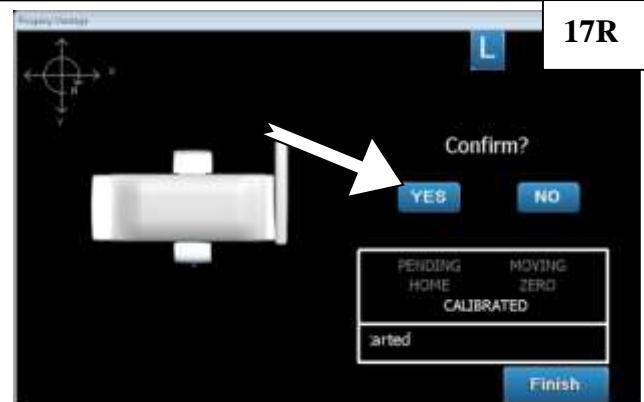 17R
L
X
R
Y
Confirm?
YES NO
PENDING MOVING
HOME ZERO
CALIBRATED
arted
Finish